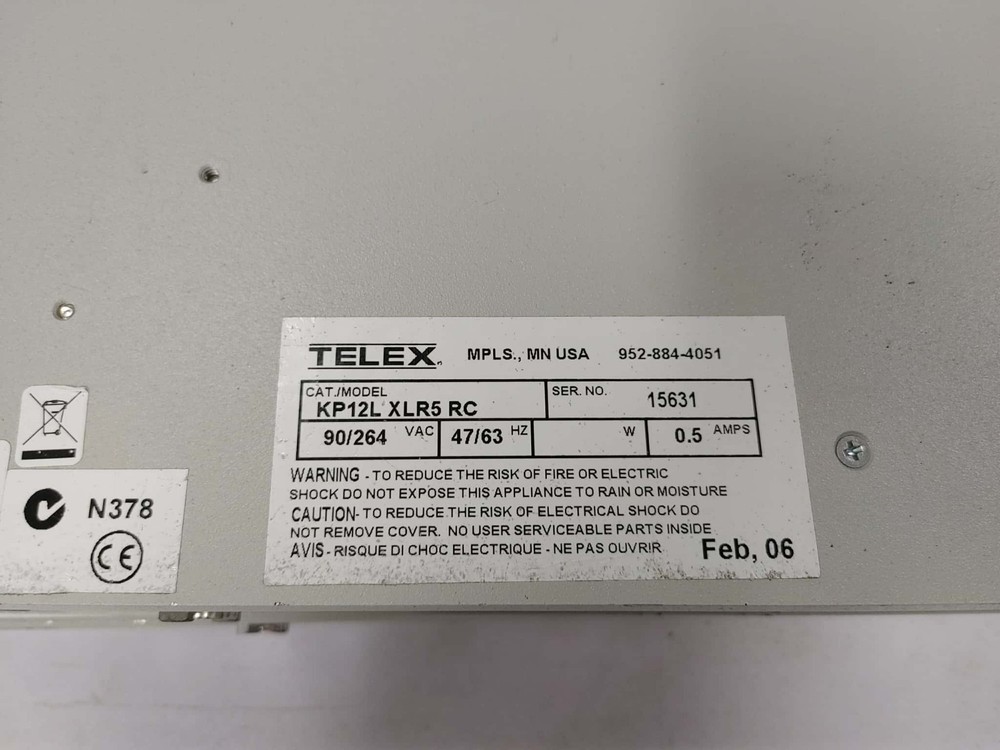 TELEX MPLS., MN USA 952-884-4051
CAT./MODEL SER. NO.
KP12L XLR5 RC 15631
90/264 VAC 47/63 HZ W 0.5 AMPS
WARNING - TO REDUCE THE RISK OF FIRE OR ELECTRIC
SHOCK DO NOT EXPOSE THIS APPLIANCE TO RAIN OR MOISTURE
CAUTION- TO REDUCE THE RISK OF ELECTRICAL SHOCK DO
NOT REMOVE COVER. NO USER SERVICEABLE PARTS INSIDE
AVIS - RISQUE DI CHOC ELECTRIQUE - NE PAS OUVRIR
Feb, 06
N378
CE